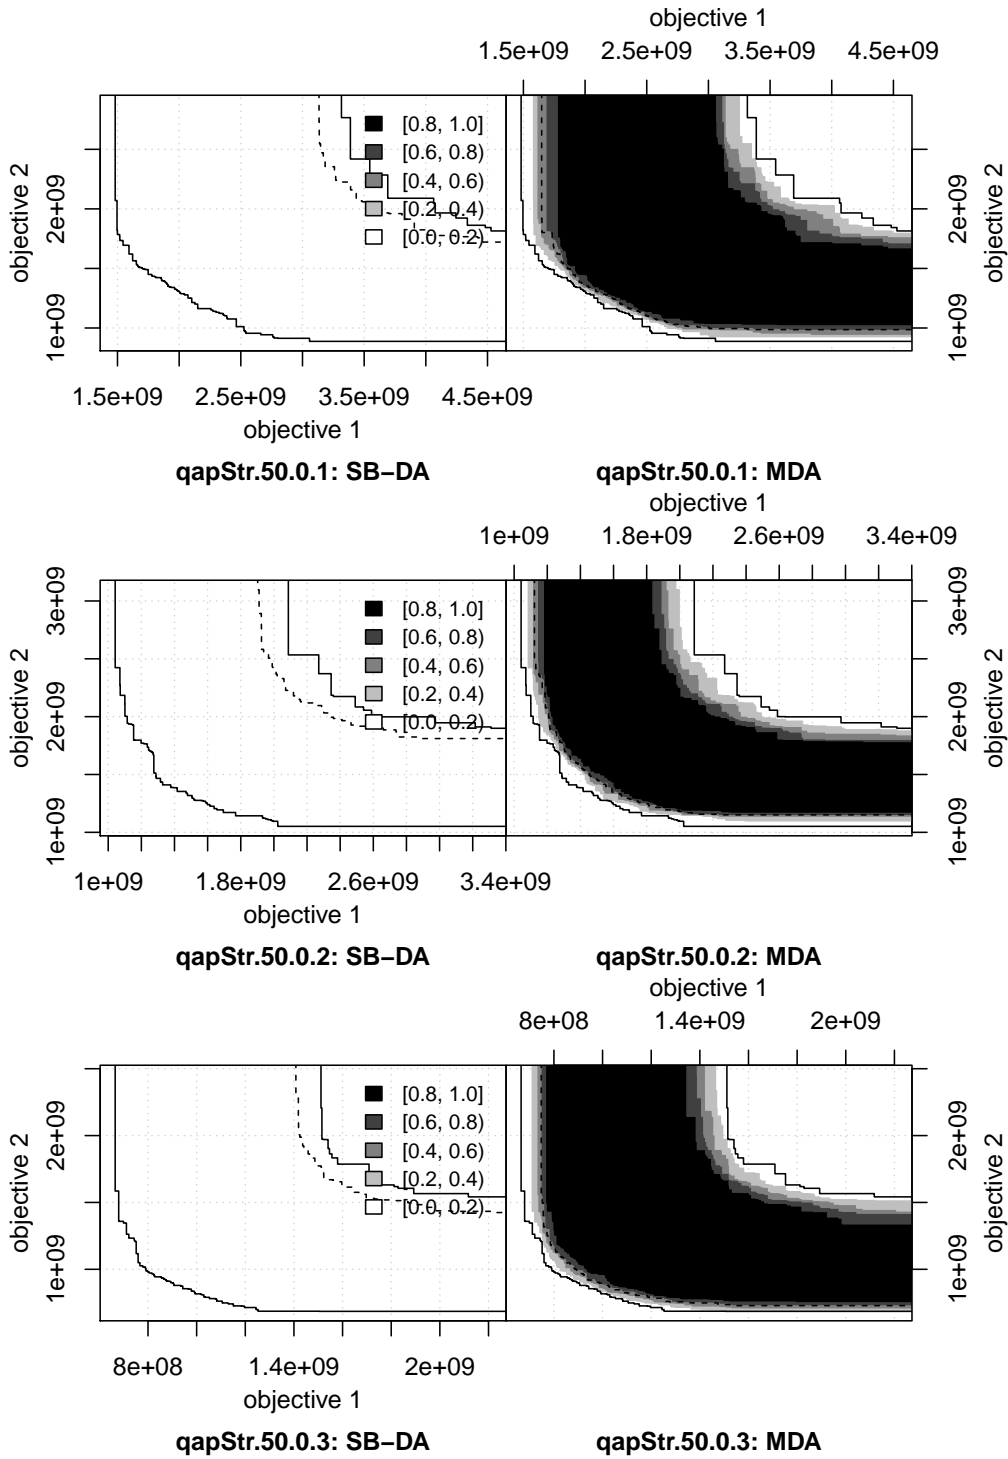 objective 1
1.5e+09 2.5e+09 3.5e+09 4.5e+09
objective 2
1e+09 2e+09
[0.8, 1.0]
[0.6, 0.8)
[0.4, 0.6)
[0.2, 0.4)
[0.0, 0.2)
1e+09 2e+09
objective 2
1.5e+09 2.5e+09 3.5e+09 4.5e+09
objective 1
qapStr.50.0.1: SB−DA
qapStr.50.0.1: MDA
objective 1
1e+09 1.8e+09 2.6e+09 3.4e+09
objective 2
1e+09 2e+09 3e+09
[0.8, 1.0]
[0.6, 0.8)
[0.4, 0.6)
[0.2, 0.4)
[0.0, 0.2)
1e+09 2e+09 3e+09
objective 2
1e+09 1.8e+09 2.6e+09 3.4e+09
objective 1
qapStr.50.0.2: SB−DA
qapStr.50.0.2: MDA
objective 1
8e+08 1.4e+09 2e+09
objective 2
1e+09 2e+09
[0.8, 1.0]
[0.6, 0.8)
[0.4, 0.6)
[0.2, 0.4)
[0.0, 0.2)
1e+09 2e+09
objective 2
8e+08 1.4e+09 2e+09
objective 1
qapStr.50.0.3: SB−DA
qapStr.50.0.3: MDA